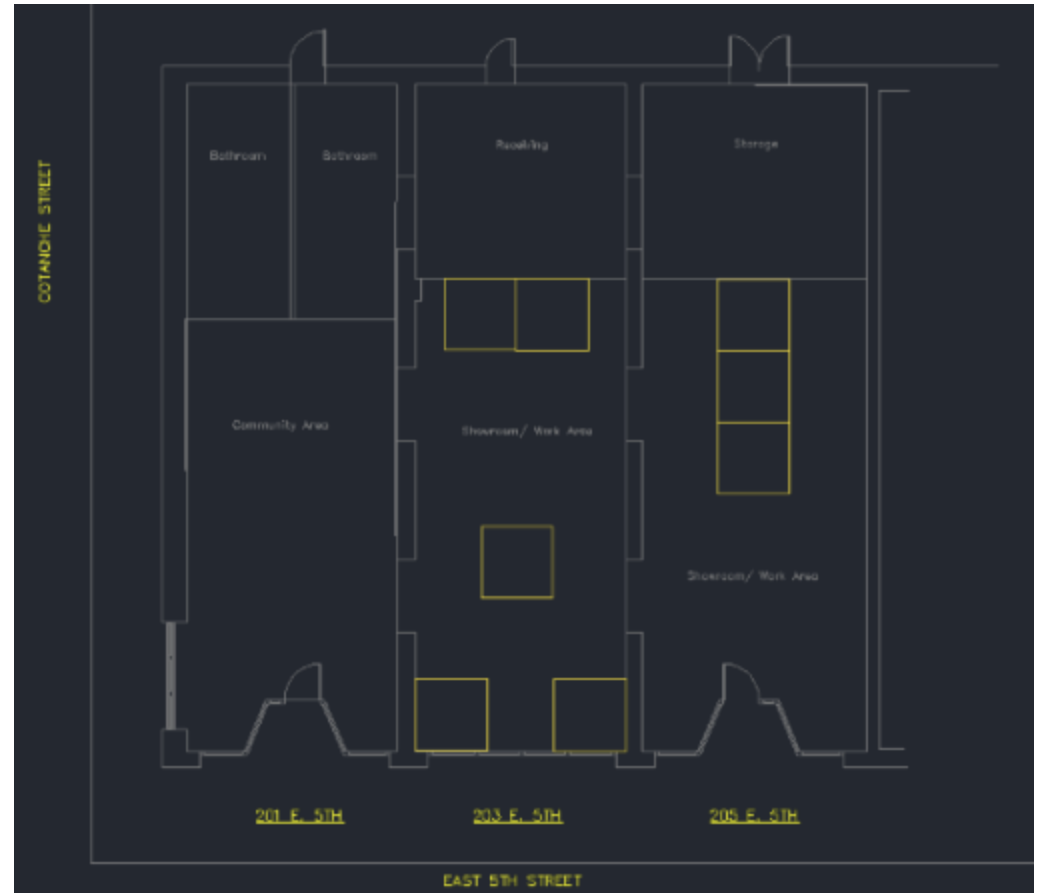 Bathroom
Bathroom
Receiving
Storage
COTANCHE STREET
Community Area
Showroom/ Work Area
Showroom/ Work Area
201 E. 5TH
203 E. 5TH
205 E. 5TH
EAST 5TH STREET